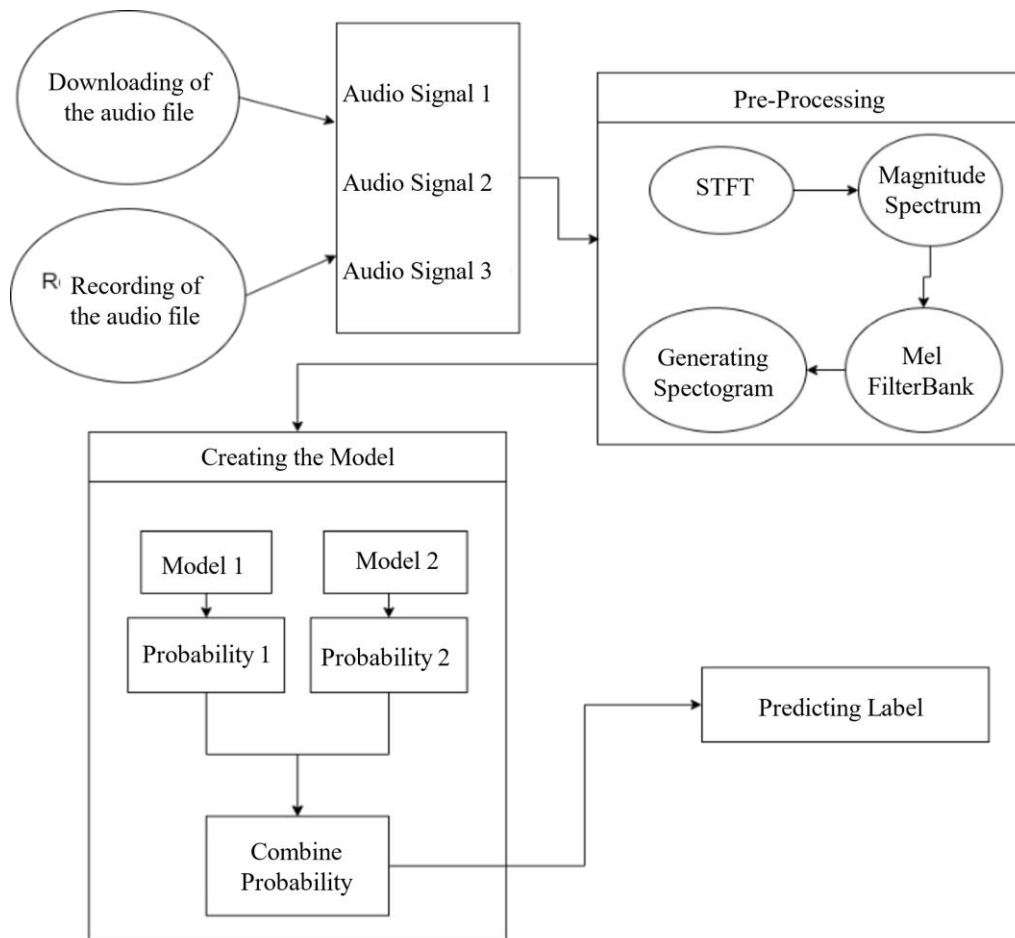 Downloading of
the audio file
R Recording of
the audio file
Audio Signal 1
Audio Signal 2
Audio Signal 3
Pre-Processing
STFT
Magnitude
Spectrum
Mel
FilterBank
Generating
Spectogram
Creating the Model
Model 1
Model 2
Probability 1
Probability 2
Combine
Probability
Predicting Label